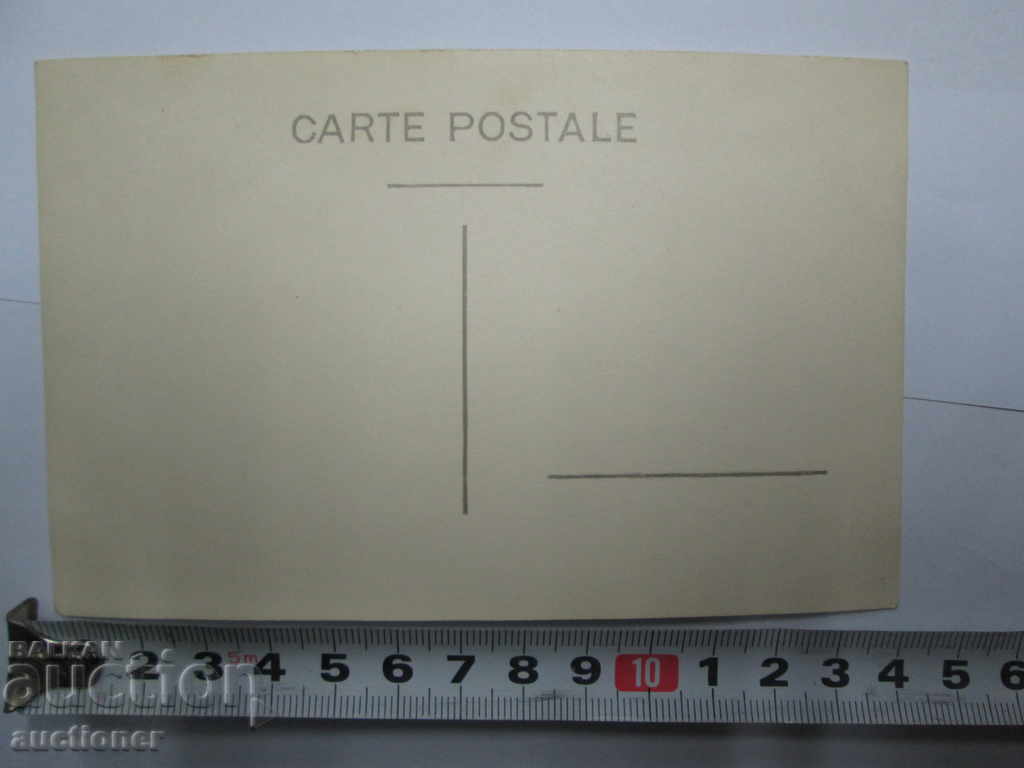 CARTE POSTALE
2 3 5m 4 5 6 7 8 9 10 1 2 3 4 5 6
BALKAN
auction
auctioner